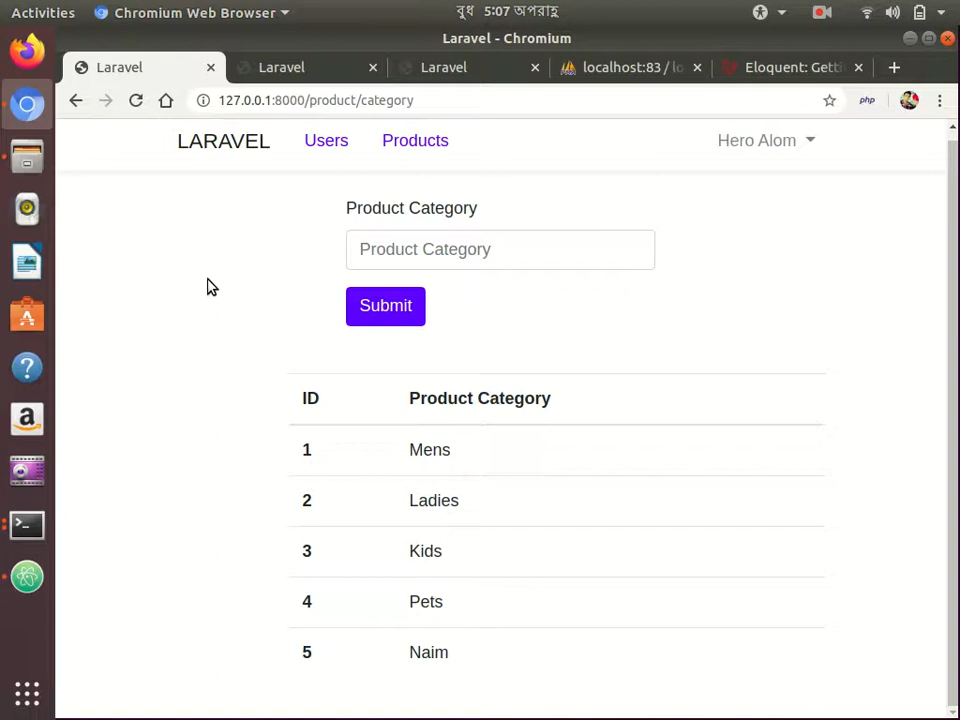 Activities Chromium Web Browser বুধ 5:07 অপরাহ্ণ
Laravel - Chromium
Laravel Laravel Laravel localhost:83 / lo Eloquent: Getti
127.0.0.1:8000/product/category php
LARAVEL Users Products Hero Alom
Product Category
Product Category
Submit
ID Product Category
1 Mens
2 Ladies
3 Kids
4 Pets
5 Naim